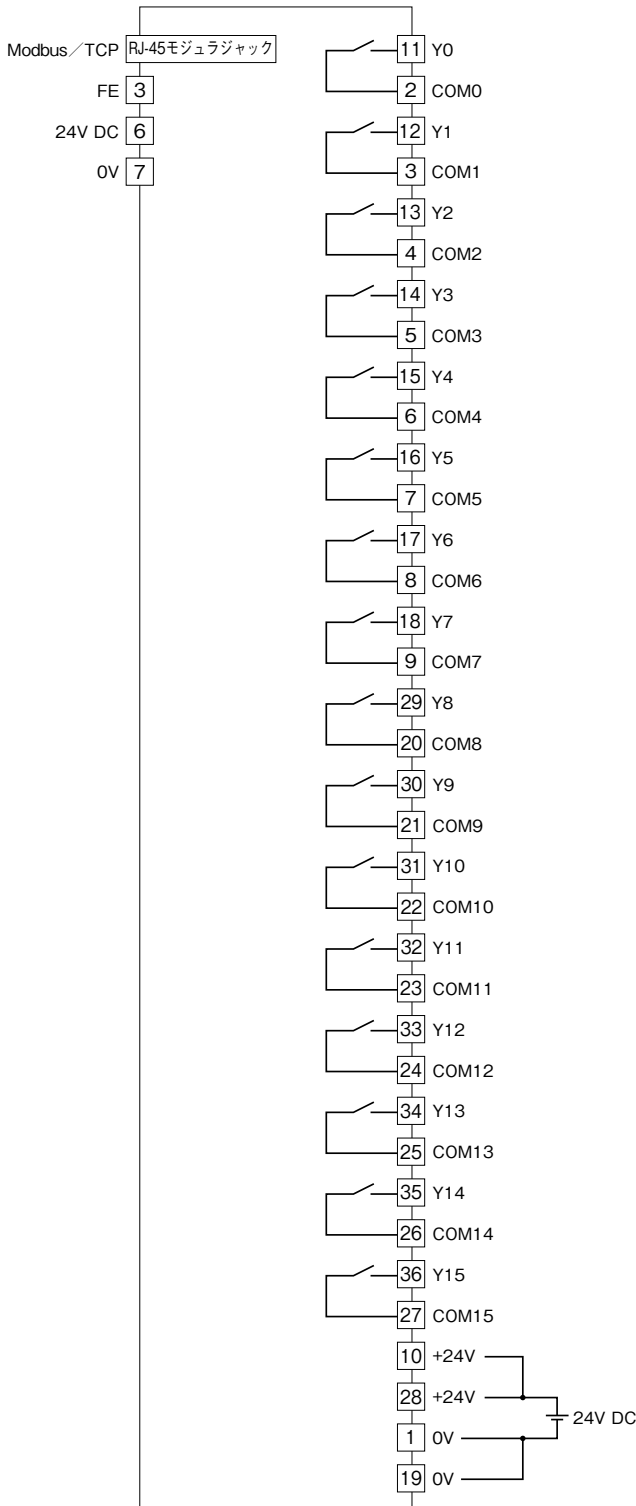 Modbus／TCP RJ-45モジュラジャック
FE 3
24V DC 6
0V 7
11 Y0
2 COM0
12 Y1
3 COM1
13 Y2
4 COM2
14 Y3
5 COM3
15 Y4
6 COM4
16 Y5
7 COM5
17 Y6
8 COM6
18 Y7
9 COM7
29 Y8
20 COM8
30 Y9
21 COM9
31 Y10
22 COM10
32 Y11
23 COM11
33 Y12
24 COM12
34 Y13
25 COM13
35 Y14
26 COM14
36 Y15
27 COM15
10 +24V
28 +24V
24V DC
1 0V
19 0V